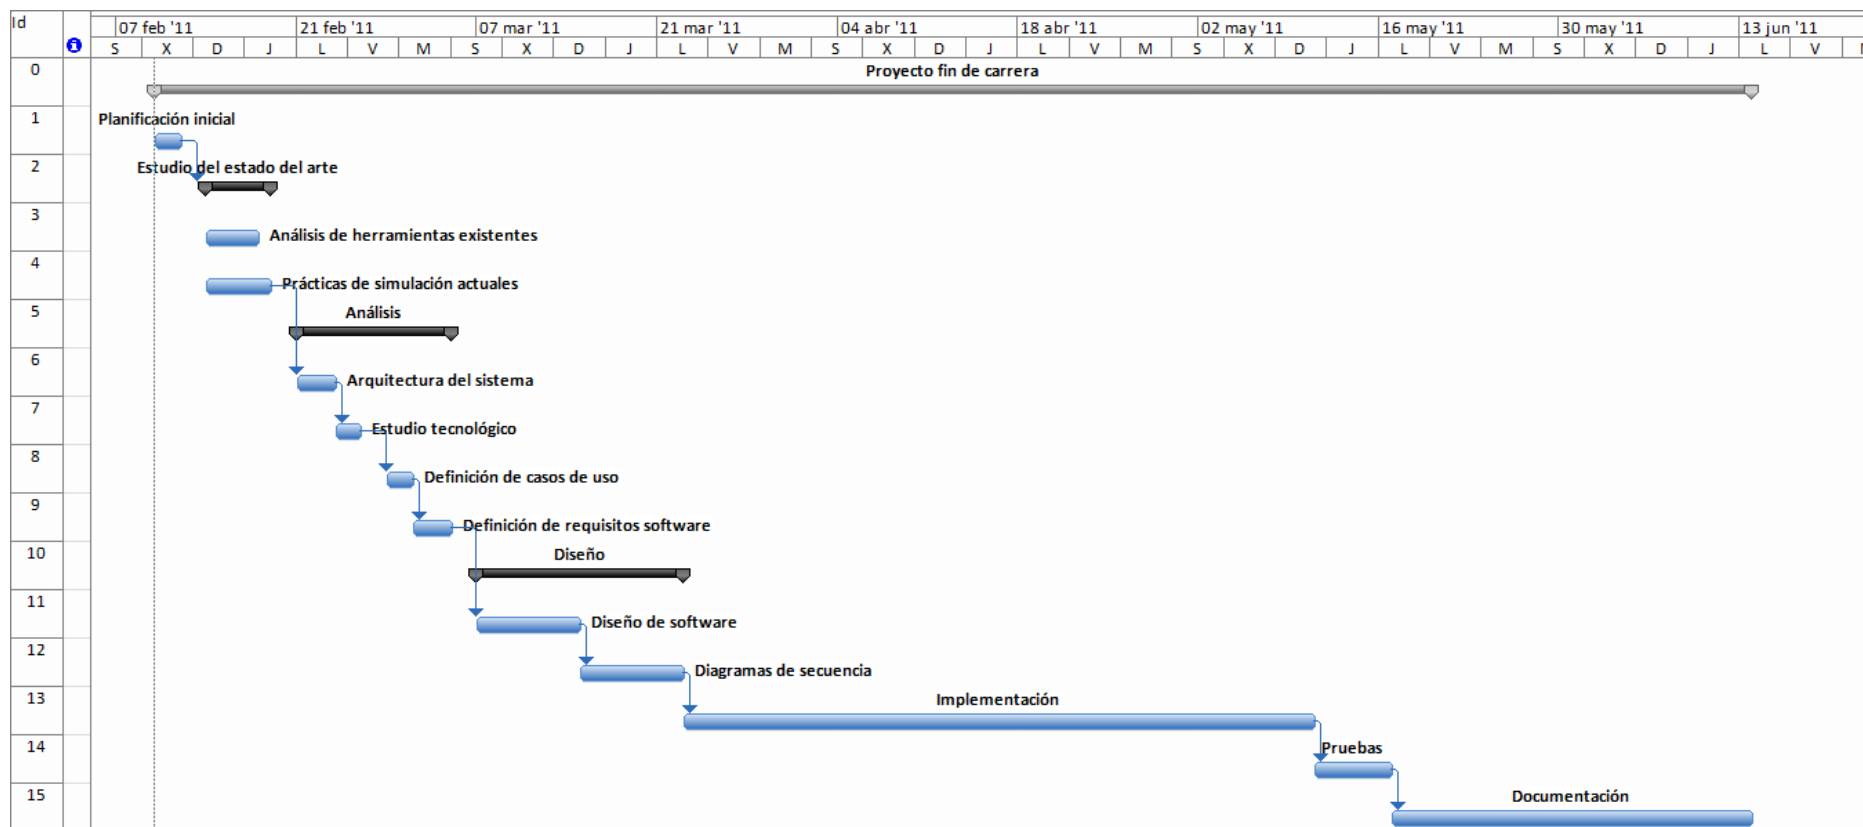 Id
07 feb '11 21 feb '11 07 mar '11 21 mar '11 04 abr '11 18 abr '11 02 may '11 16 may '11 30 may '11 13 jun '11
S X D J L V M S X D J L V M S X D J L V M S X D J L V M S X D J L V
0 Proyecto fin de carrera
1 Planificación inicial
2 Estudio del estado del arte
3 Análisis de herramientas existentes
4 Prácticas de simulación actuales
5 Análisis
6 Arquitectura del sistema
7 Estudio tecnológico
8 Definición de casos de uso
9 Definición de requisitos software
10 Diseño
11 Diseño de software
12 Diagramas de secuencia
13 Implementación
14 Pruebas
15 Documentación